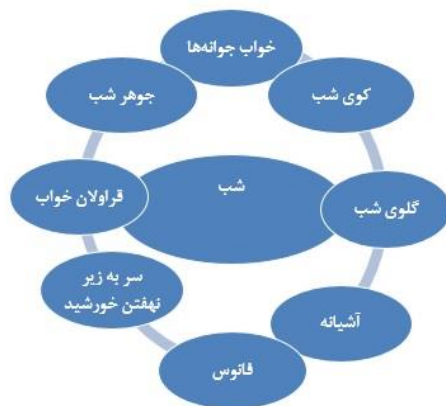 خواب جوانه‌ها
کوی شب
گلوی شب
آشیانه
فانوس
سر به زیر
نهفتن خورشید
قراولان خواب
جوهر شب
شب